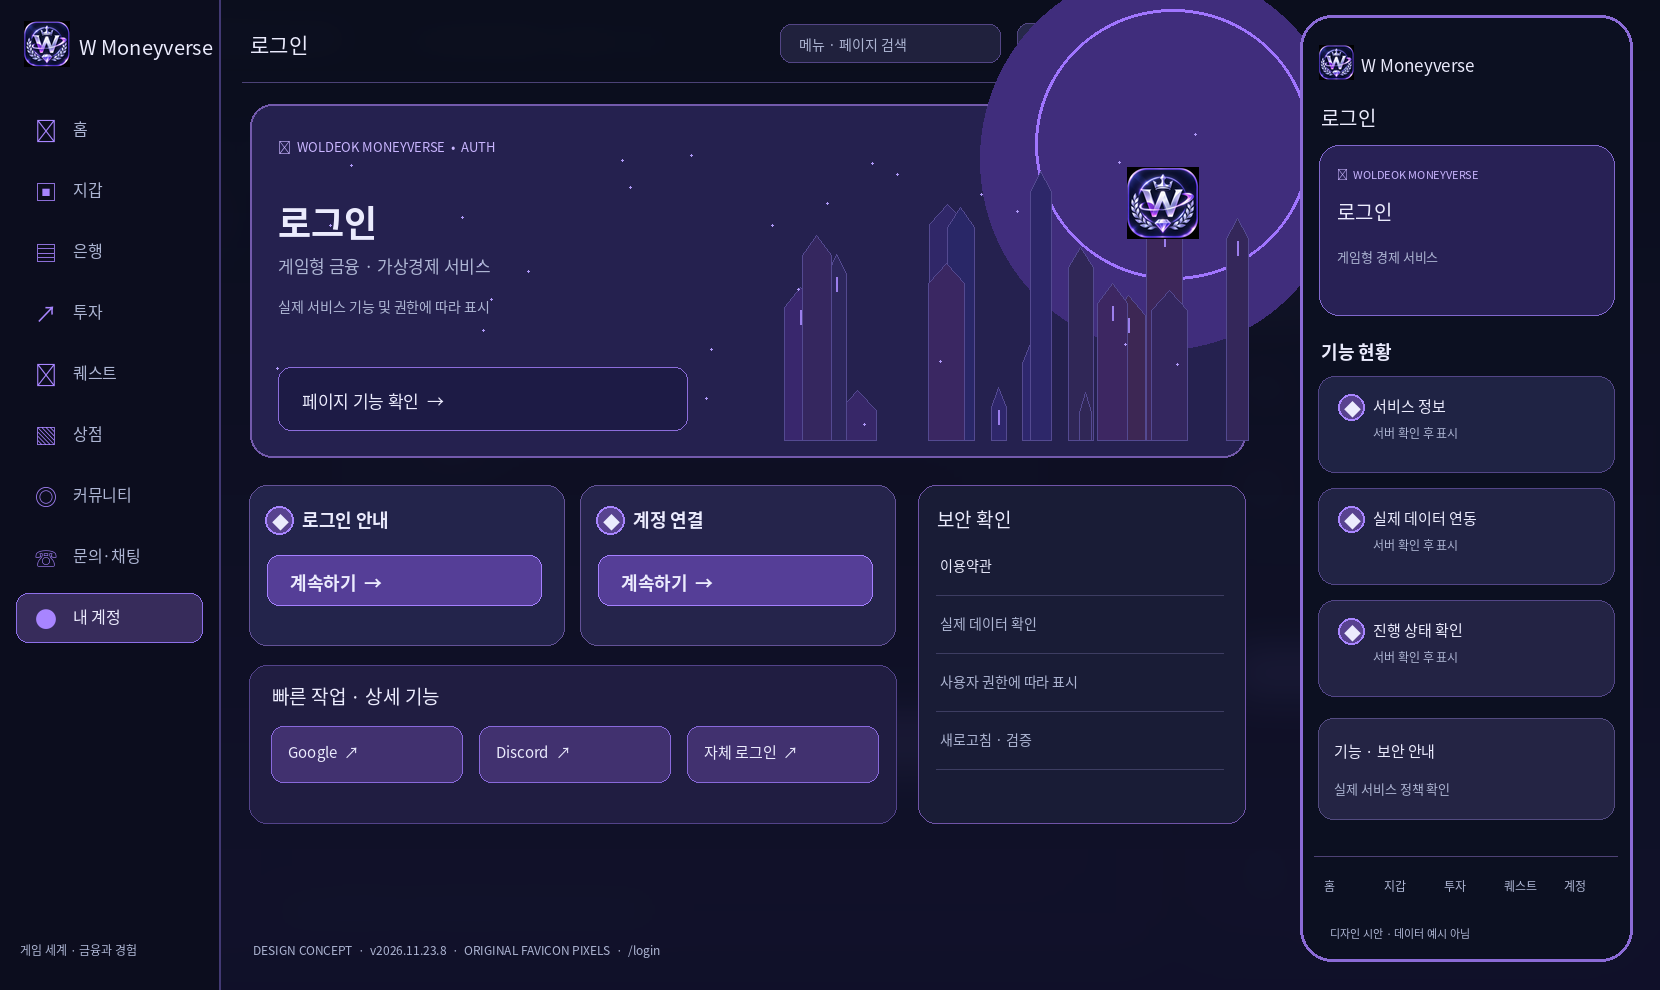 W Moneyverse
홈
지갑
은행
투자
퀘스트
상점
커뮤니티
문의·채팅
내 계정
게임 세계 · 금융과 경험
로그인
메뉴 · 페이지 검색
WOLDEOK MONEYVERSE • AUTH
로그인
게임형 금융 · 가상경제 서비스
실제 서비스 기능 및 권한에 따라 표시
페이지 기능 확인 →
로그인 안내
계속하기 →
계정 연결
계속하기 →
보안 확인
이용약관
실제 데이터 확인
사용자 권한에 따라 표시
새로고침 · 검증
빠른 작업 · 상세 기능
Google ↗
Discord ↗
자체 로그인 ↗
DESIGN CONCEPT · v2026.11.23.8 · ORIGINAL FAVICON PIXELS · /login
W Moneyverse
로그인
WOLDEOK MONEYVERSE
로그인
게임형 경제 서비스
기능 현황
서비스 정보
서버 확인 후 표시
실제 데이터 연동
서버 확인 후 표시
진행 상태 확인
서버 확인 후 표시
기능 · 보안 안내
실제 서비스 정책 확인
홈 지갑 투자 퀘스트 계정
디자인 시안 · 데이터 예시 아님